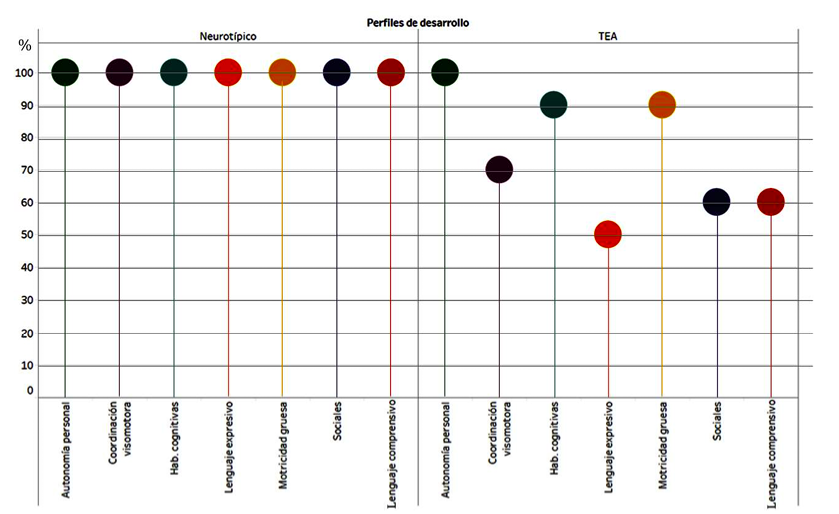 Perfiles de desarrollo
Neurotípico
TEA
%
100
90
80
70
60
50
40
30
20
10
0
Autonomía personal
Coordinación
visomotora
Hab. cognitivas
Lenguaje expresivo
Motricidad gruesa
Sociales
Lenguaje comprensivo
Autonomía personal
Coordinación
visomotora
Hab. cognitivas
Lenguaje expresivo
Motricidad gruesa
Sociales
Lenguaje comprensivo